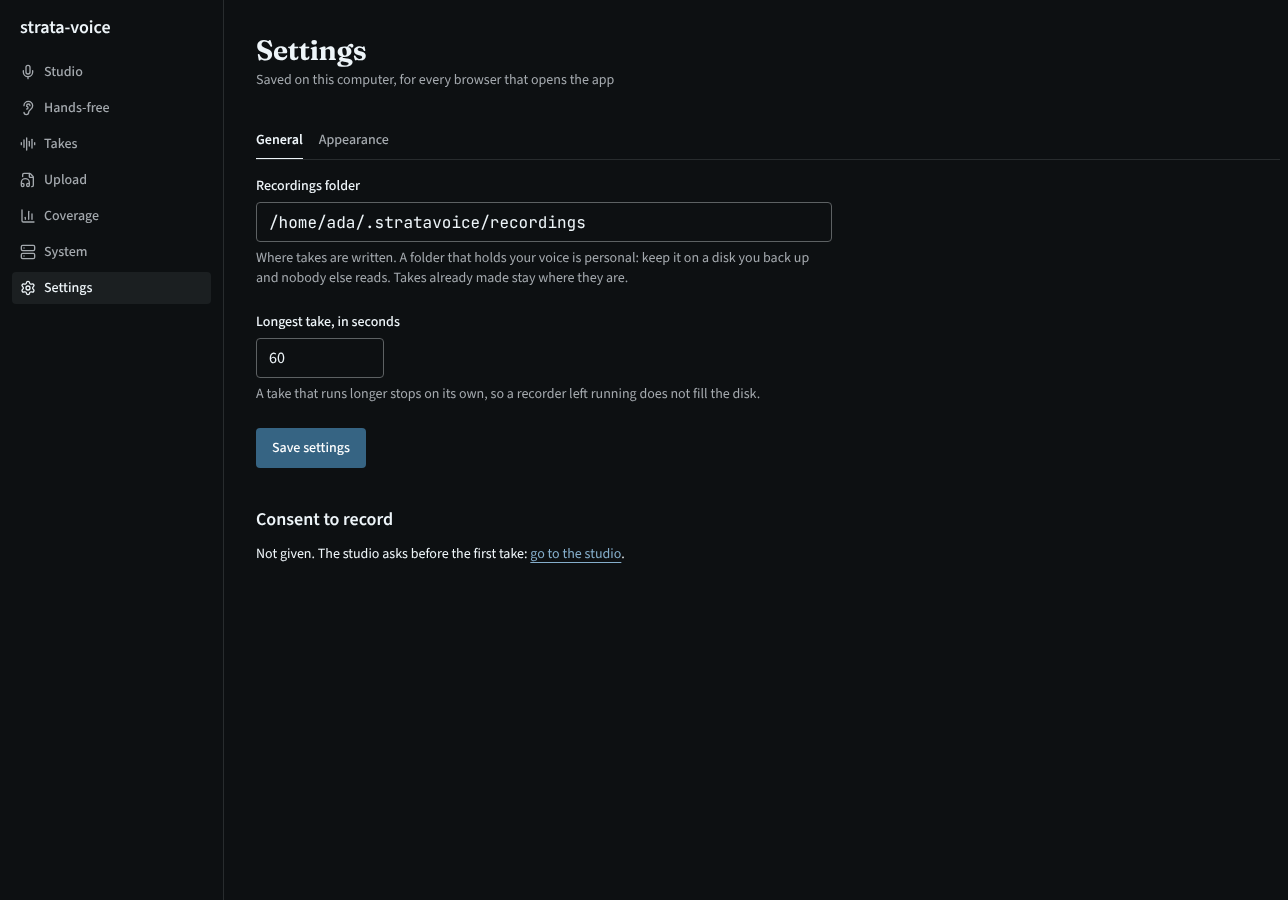 strata-voice
Studio
Hands-free
Takes
Upload
Coverage
System
Settings
Settings
Saved on this computer, for every browser that opens the app
General
Appearance
Recordings folder
/home/ada/.stratavoice/recordings
Where takes are written. A folder that holds your voice is personal: keep it on a disk you back up
and nobody else reads. Takes already made stay where they are.
Longest take, in seconds
60
A take that runs longer stops on its own, so a recorder left running does not fill the disk.
Save settings
Consent to record
Not given. The studio asks before the first take: go to the studio.